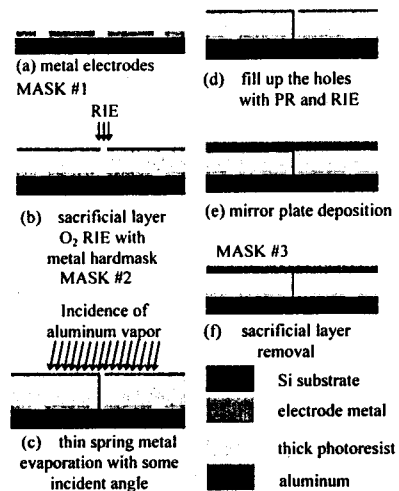 (a) metal electrodes
MASK #1
RIE
(b) sacrificial layer
O₂ RIE with
metal hardmask
MASK #2
Incidence of
aluminum vapor
(c) thin spring metal
evaporation with some
incident angle
(d) fill up the holes
with PR and RIE
(e) mirror plate deposition
MASK #3
(f) sacrificial layer
removal
Si substrate
electrode metal
thick photoresist
aluminum